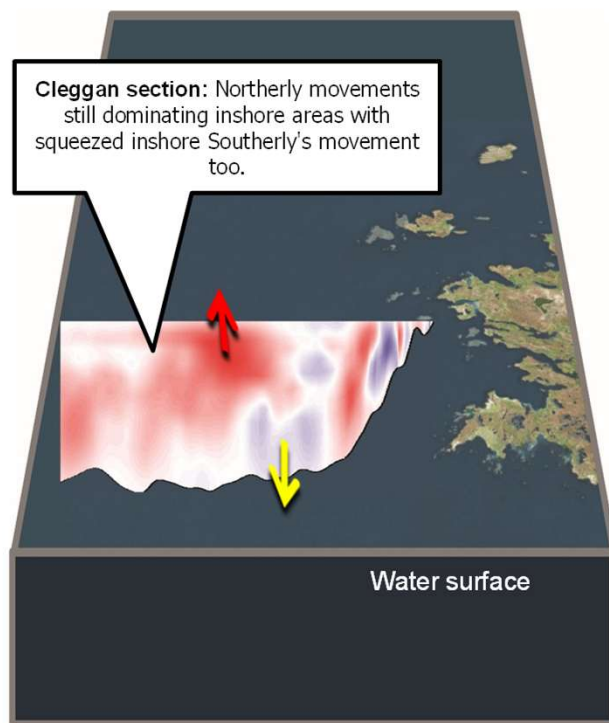 Cleggan section: Northerly movements
still dominating inshore areas with
squeezed inshore Southerly's movement
too.
Water surface